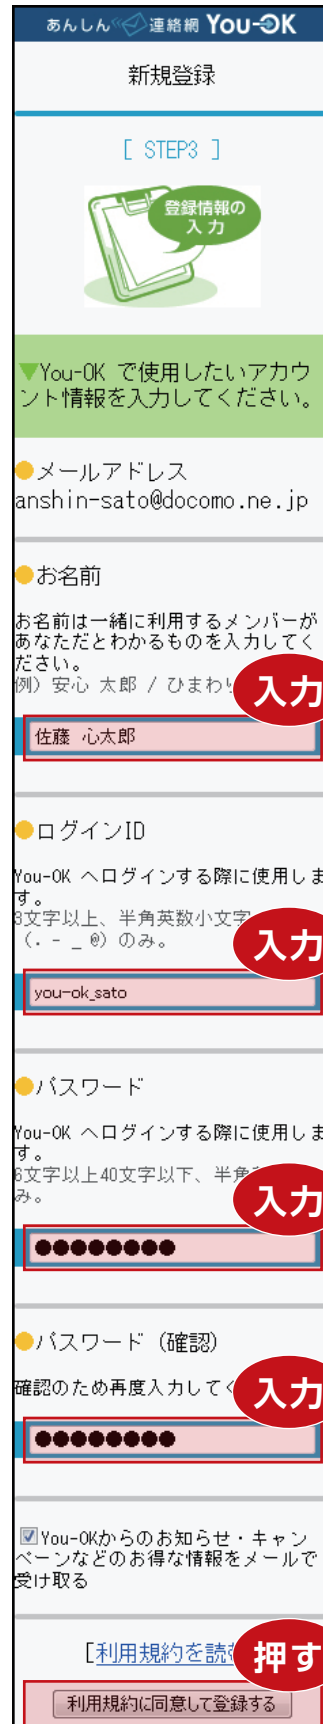 あんしん 連絡網 You-OK
新規登録
[ STEP3 ]
登録情報の
入力
▼You-OK で使用したいアカウ
ント情報を入力してください。
●メールアドレス
anshin-sato@docomo.ne.jp
●お名前
お名前は一緒に利用するメンバーが
あなただとわかるものを入力してく
ださい。
例）安心 太郎 / ひまわり
入力
佐藤 心太郎
●ログインID
You-OK へログインする際に使用しま
す。
3文字以上、半角英数小文字
（. - _ @）のみ。
入力
you-ok_sato
●パスワード
You-OK へログインする際に使用しま
す。
6文字以上40文字以下、半角
み。
入力
●●●●●●●●
●パスワード（確認）
確認のため再度入力してく
入力
●●●●●●●●
You-OKからのお知らせ・キャン
ペーンなどのお得な情報をメールで
受け取る
[利用規約を読む
押す
利用規約に同意して登録する